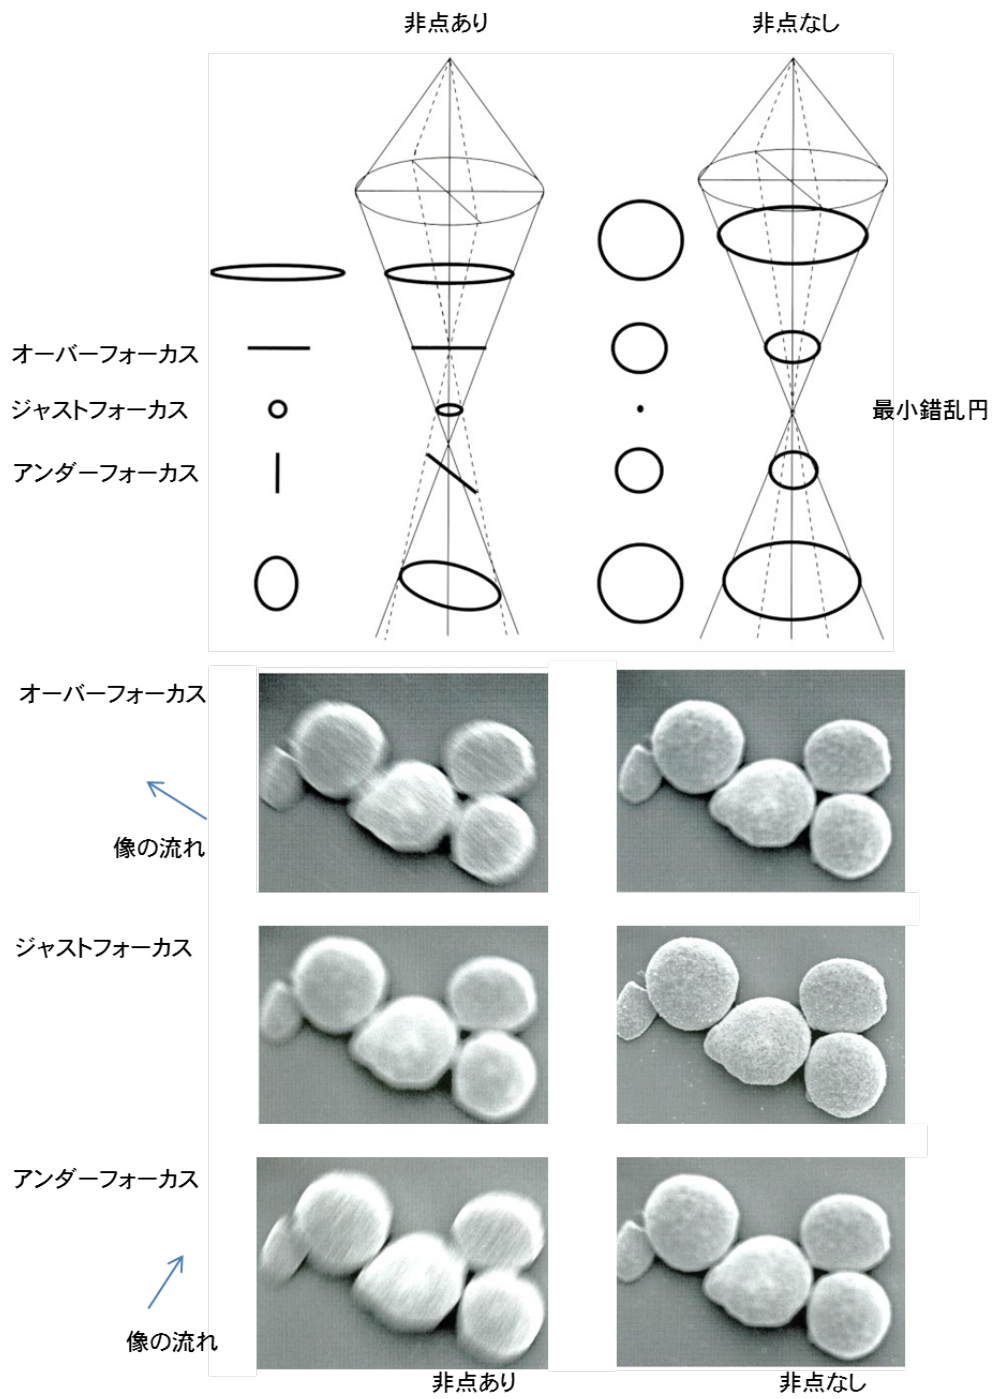 非点あり
非点なし
オーバーフォーカス
ジャストフォーカス
最小錯乱円
アンダーフォーカス
オーバーフォーカス
像の流れ
ジャストフォーカス
アンダーフォーカス
像の流れ
非点あり
非点なし